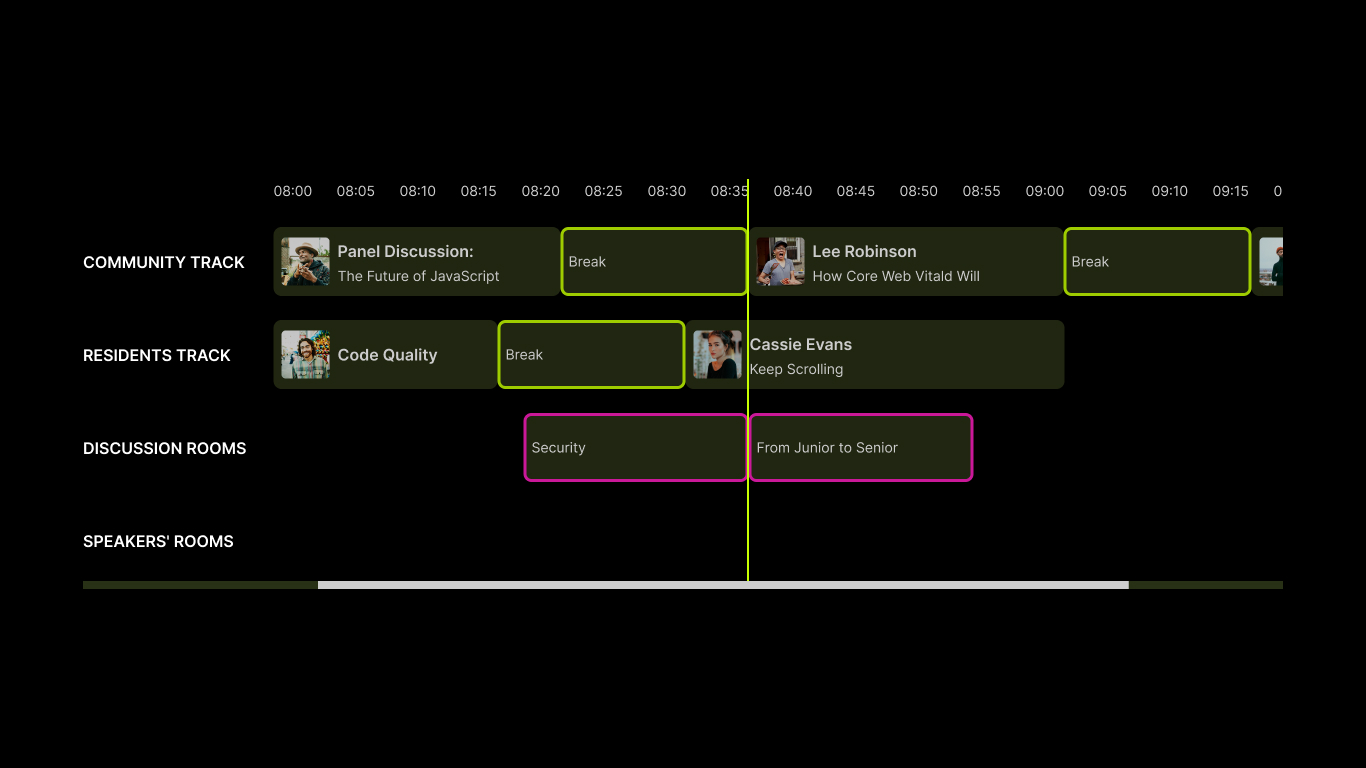 08:00 08:05 08:10 08:15 08:20 08:25 08:30 08:35 08:40 08:45 08:50 08:55 09:00 09:05 09:10 09:15 0
COMMUNITY TRACK
Panel Discussion:
The Future of JavaScript
Break
Lee Robinson
How Core Web Vitald Will
Break
RESIDENTS TRACK
Code Quality
Break
Cassie Evans
Keep Scrolling
DISCUSSION ROOMS
Security
From Junior to Senior
SPEAKERS' ROOMS